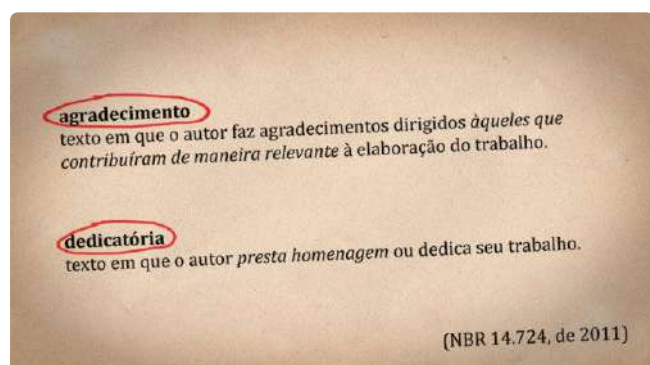 agradecimento
texto em que o autor faz agradecimentos dirigidos àqueles que
contribuíram de maneira relevante à elaboração do trabalho.
dedicatória
texto em que o autor presta homenagem ou dedica seu trabalho.
(NBR 14.724, de 2011)